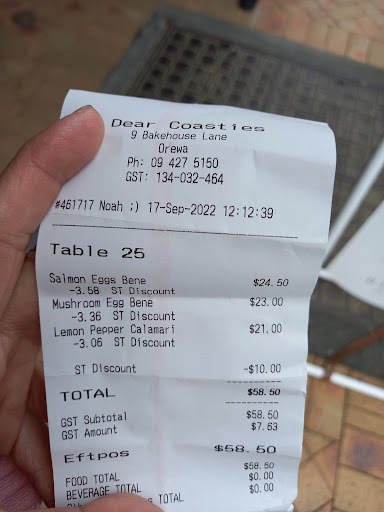 Dear Coasties
9 Bakehouse Lane
Orewa
Ph: 09 427 5150
GST: 134-032-464
#461717 Noah ;) 17-Sep-2022 12:12:39
Table 25
Salmon Eggs Bene $24.50
-3.58 ST Discount
Mushroom Egg Bene $23.00
-3.36 ST Discount
Lemon Pepper Calamari $21.00
-3.06 ST Discount
ST Discount -$10.00
TOTAL $58.50
GST Subtotal $58.50
GST Amount $7.63
Eftpos $58.50
FOOD TOTAL $58.50
BEVERAGE TOTAL $0.00
TOTAL $0.00